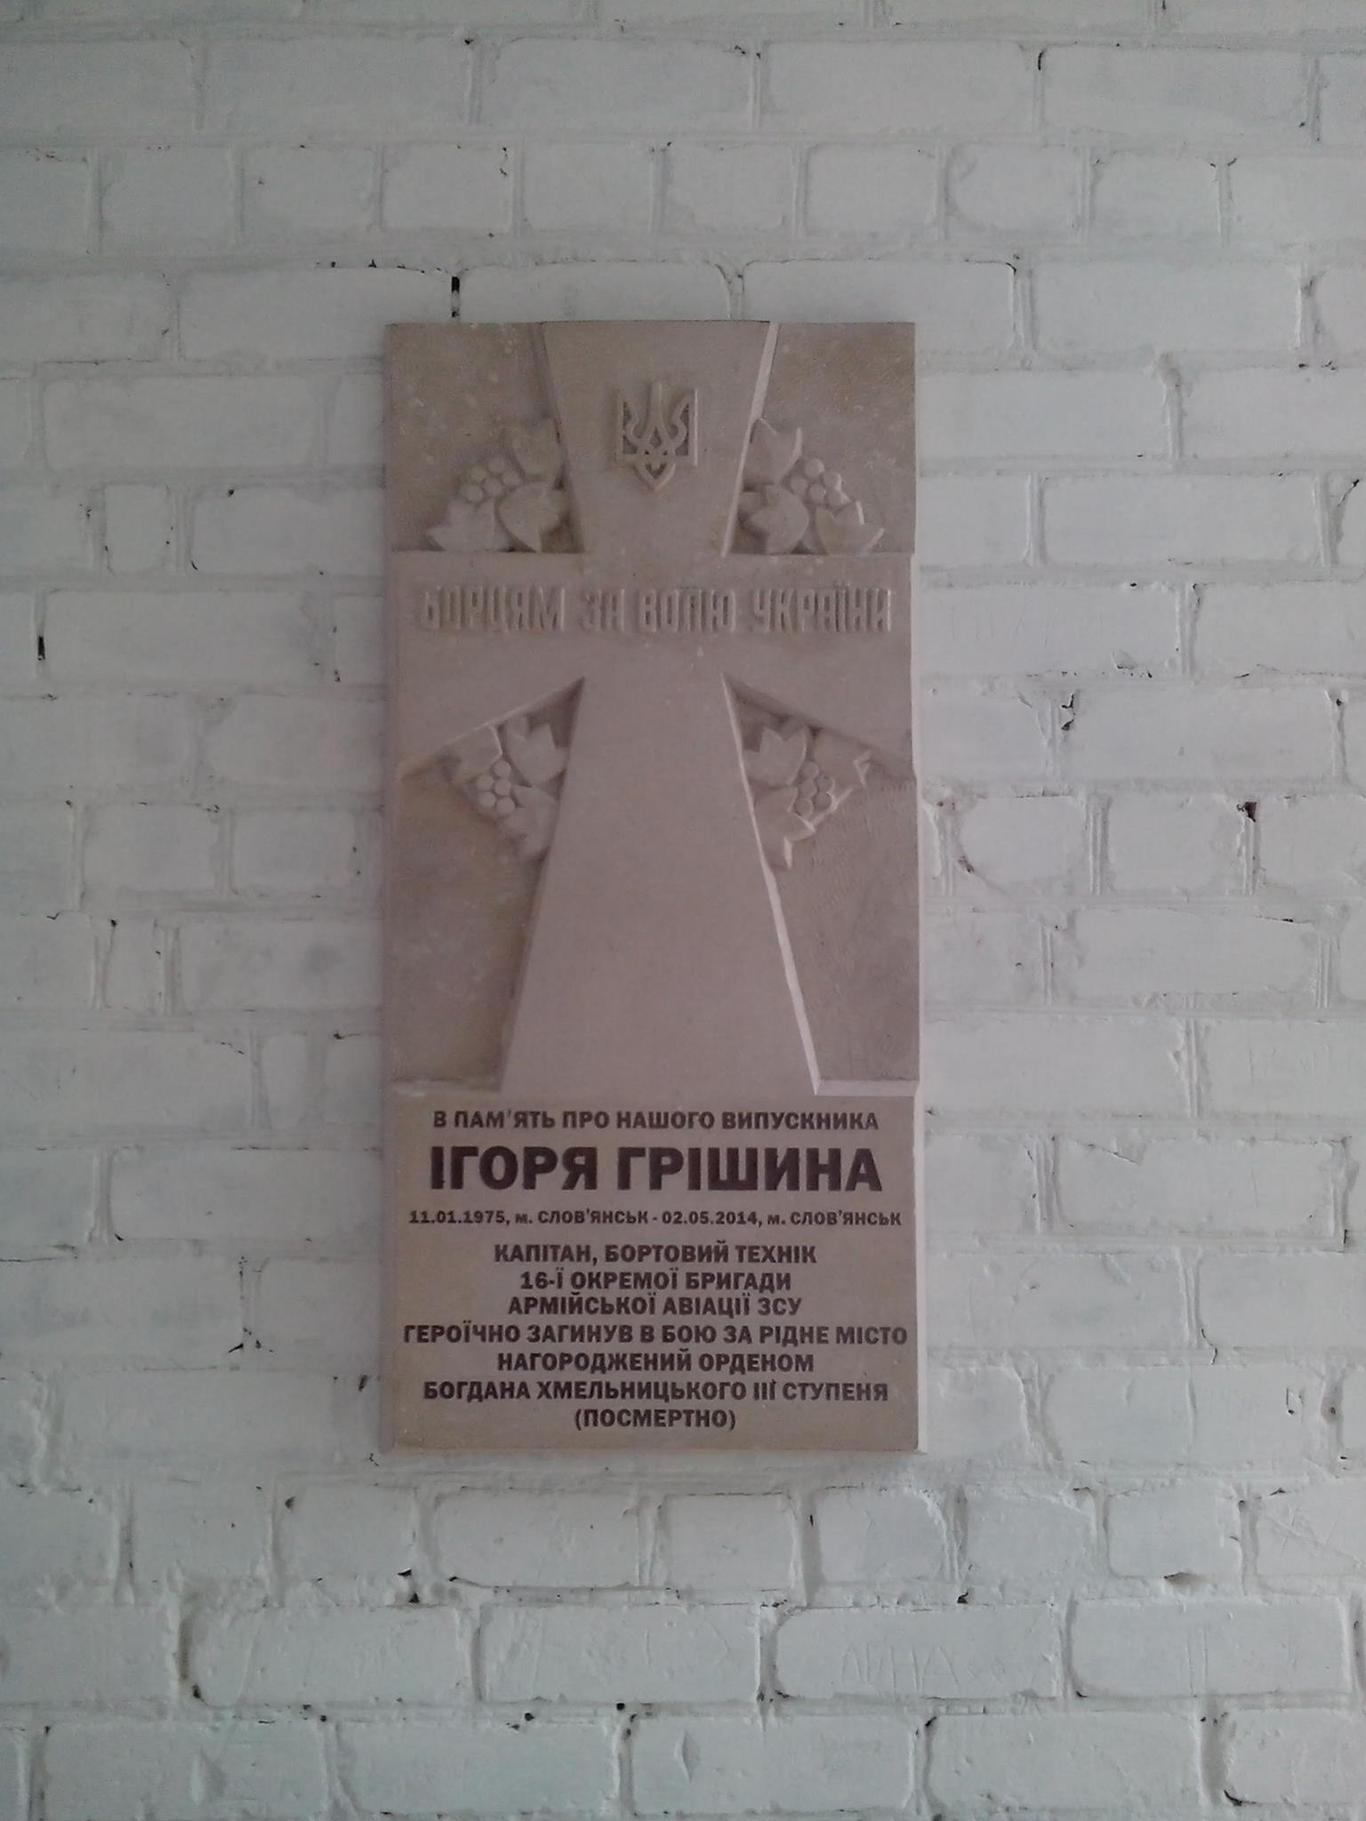 БОРЦЯМ ЗА ВОЛЮ УКРАЇНИ
В ПАМ'ЯТЬ ПРО НАШОГО ВИПУСКНИКА
ІГОРЯ ГРІШИНА
11.01.1975, м. СЛОВ'ЯНСЬК - 02.05.2014, м. СЛОВ'ЯНСЬК
КАПІТАН, БОРТОВИЙ ТЕХНІК
16-Ї ОКРЕМОЇ БРИГАДИ
АРМІЙСЬКОЇ АВІАЦІЇ ЗСУ
ГЕРОЇЧНО ЗАГИНУВ В БОЮ ЗА РІДНЕ МІСТО
НАГОРОДЖЕНИЙ ОРДЕНОМ
БОГДАНА ХМЕЛЬНИЦЬКОГО ІІІ СТУПЕНЯ
(ПОСМЕРТНО)